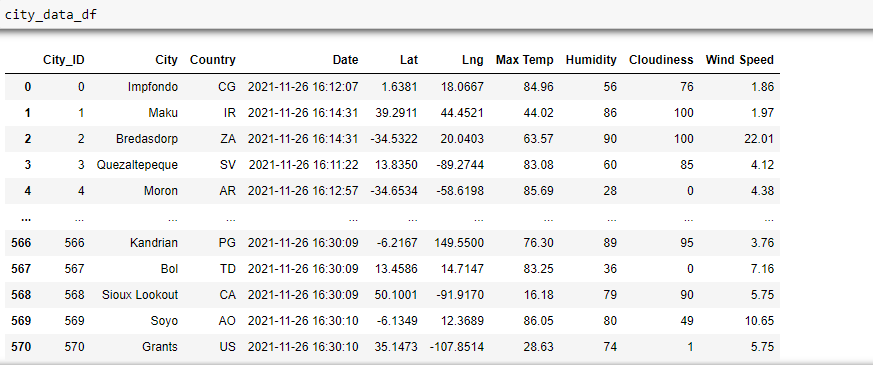 city_data_df
City_ID City Country Date Lat Lng Max Temp Humidity Cloudiness Wind Speed
0 0 Impfondo CG 2021-11-26 16:12:07 1.6381 18.0667 84.96 56 76 1.86
1 1 Maku IR 2021-11-26 16:14:31 39.2911 44.4521 44.02 86 100 1.97
2 2 Bredasdorp ZA 2021-11-26 16:14:31 -34.5322 20.0403 63.57 90 100 22.01
3 3 Quezaltepeque SV 2021-11-26 16:11:22 13.8350 -89.2744 83.08 60 85 4.12
4 4 Moron AR 2021-11-26 16:12:57 -34.6534 -58.6198 85.69 28 0 4.38
... ... ... ... ... ... ... ... ... ... ...
566 566 Kandrian PG 2021-11-26 16:30:09 -6.2167 149.5500 76.30 89 95 3.76
567 567 Bol TD 2021-11-26 16:30:09 13.4586 14.7147 83.25 36 0 7.16
568 568 Sioux Lookout CA 2021-11-26 16:30:09 50.1001 -91.9170 16.18 79 90 5.75
569 569 Soyo AO 2021-11-26 16:30:10 -6.1349 12.3689 86.05 80 49 10.65
570 570 Grants US 2021-11-26 16:30:10 35.1473 -107.8514 28.63 74 1 5.75